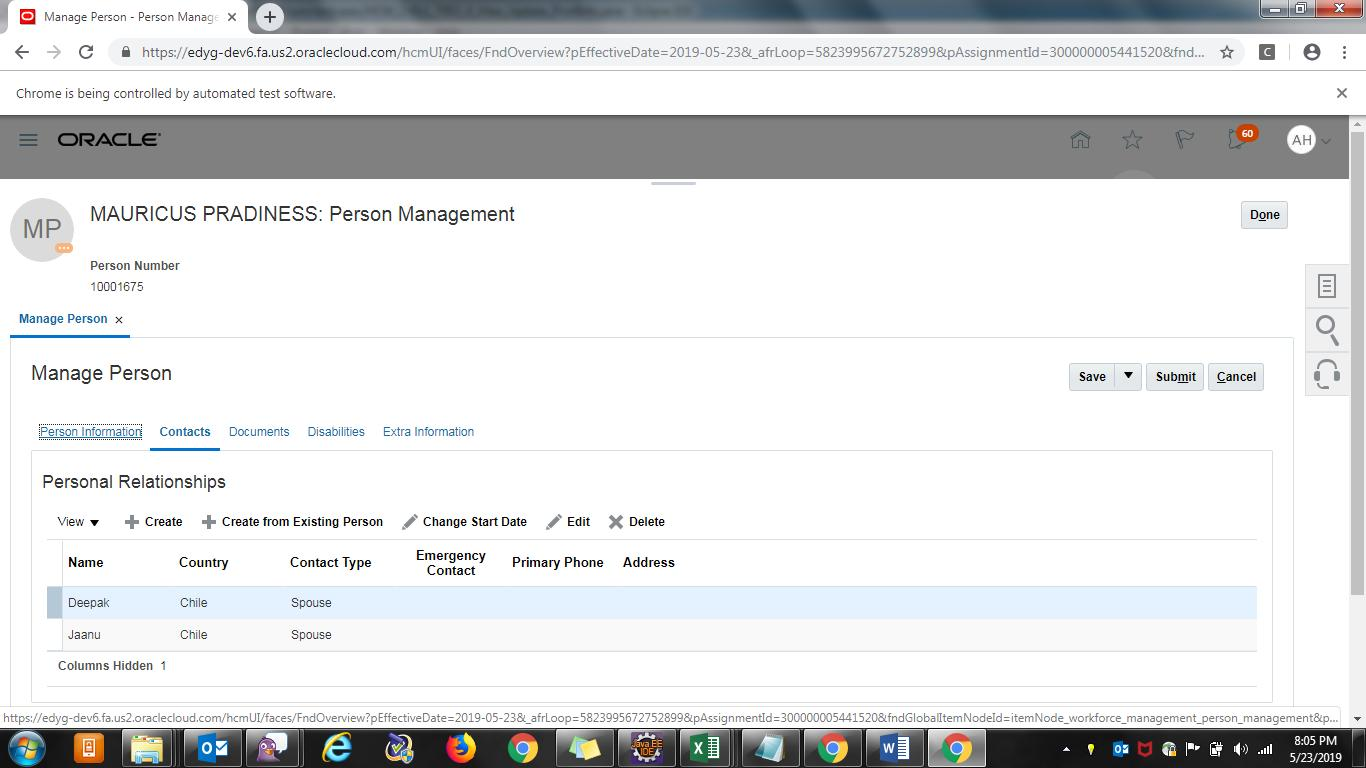 Manage Person - Person Manage
https://edyg-dev6.fa.us2.oraclecloud.com/hcmUI/faces/FndOverview?pEffectiveDate=2019-05-23&_afrLoop=5823995672752899&pAssignmentId=300000005441520&fnd...
C
Chrome is being controlled by automated test software.
ORACLE
60
AH
MP
MAURICUS PRADINESS: Person Management
Done
Person Number
10001675
Manage Person
Manage Person
Save
Submit
Cancel
Person Information
Contacts
Documents
Disabilities
Extra Information
Personal Relationships
View
Create
Create from Existing Person
Change Start Date
Edit
Delete
Name
Country
Contact Type
Emergency Contact
Primary Phone
Address
Deepak
Chile
Spouse
Jaanu
Chile
Spouse
Columns Hidden 1
https://edyg-dev6.fa.us2.oraclecloud.com/hcmUI/faces/FndOverview?pEffectiveDate=2019-05-23&_afrLoop=5823995672752899&pAssignmentId=300000005441520&fndGlobalItemNodeId=itemNode_workforce_management_person_management&p...
Java EE
IDE
8:05 PM
5/23/2019